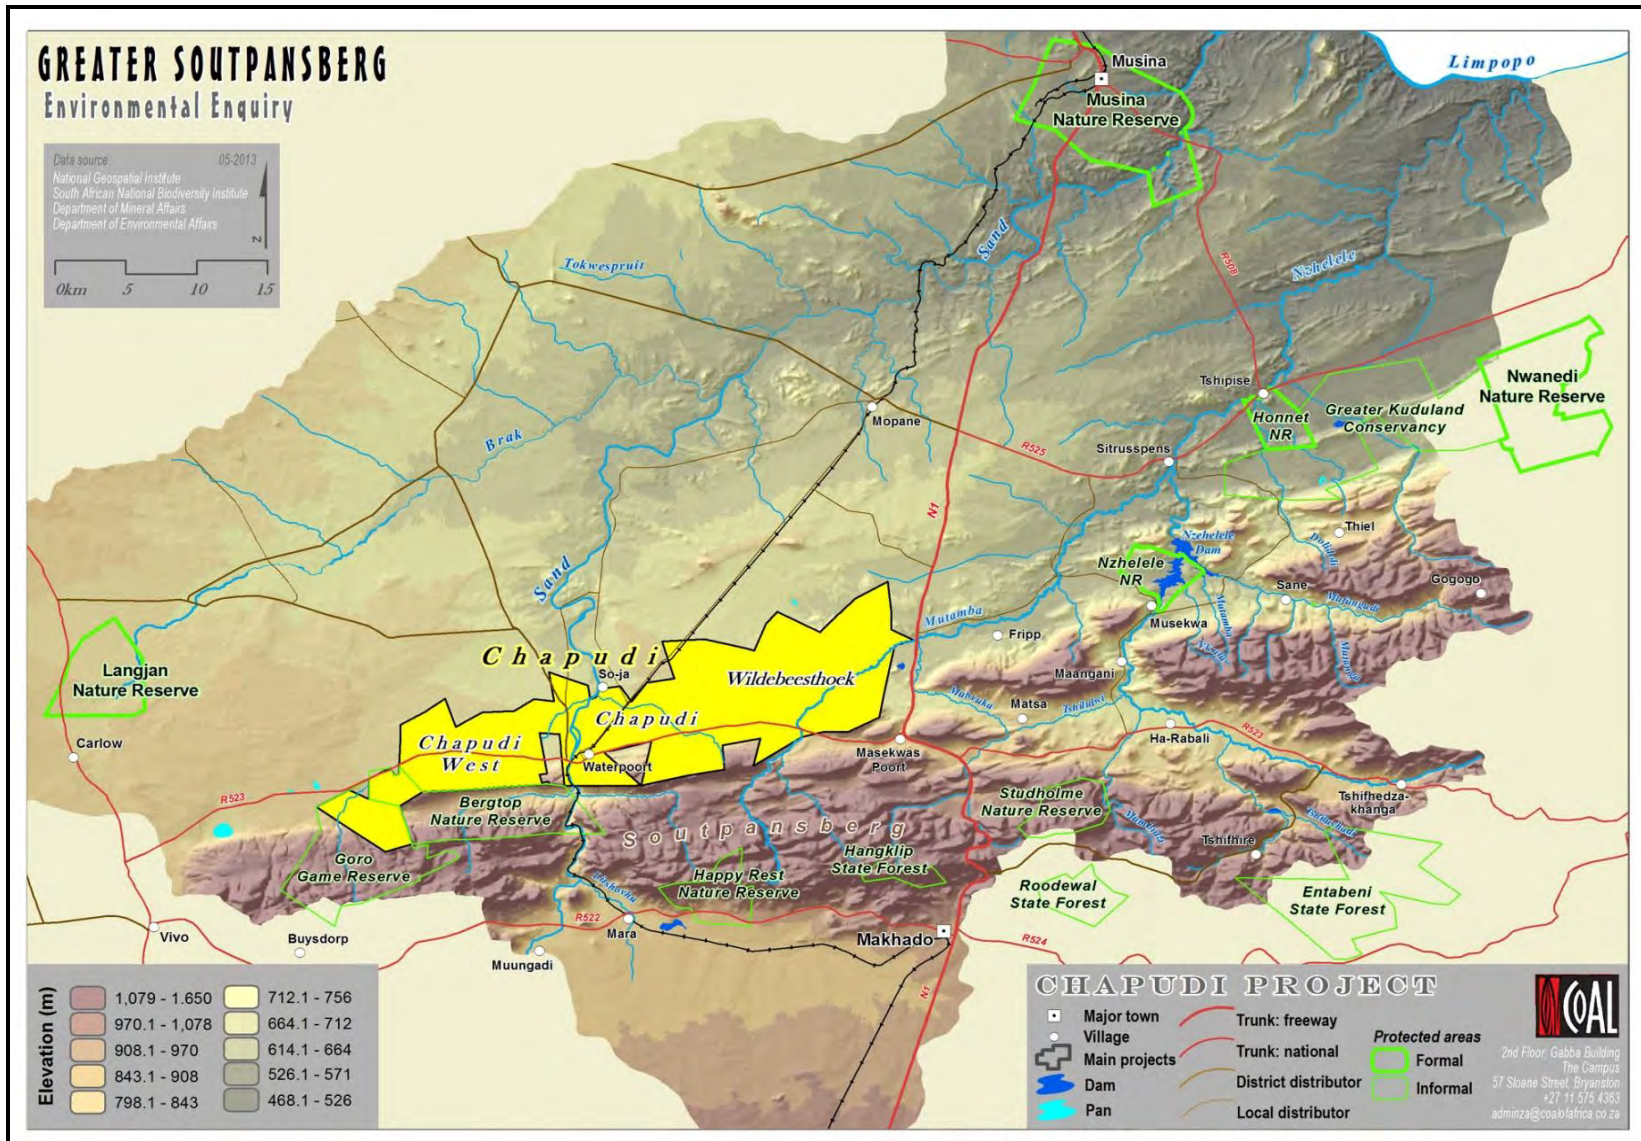 GREATER SOUTPANSBERG
Environmental Enquiry
Data source 05-2013
National Geospatial Institute
South African National Biodiversity Institute
Department of Mineral Affairs
Department of Environmental Affairs
N
0km 5 10 15
Limpopo
Musina
Musina
Nature Reserve
Sand
R508
Nzhelele
Tokwespruit
Tshipise
Nwanedi
Nature Reserve
Honnet
NR
Greater Kuduland
Conservancy
Mopane
Brak
R525
Sitrusspens
N1
Thiel
Nzehelele
Dam
Nzhelele
NR
Sane
Gogogo
Sand
Mutamba
Mutamba
Musekwa
Fripp
Langjan
Nature Reserve
Chapudi
So-ja
Wildebeesthoek
Maangani
Matsa
Chapudi
Chapudi
West
Carlow
Waterpoort
Masekwas
Poort
Ha-Rabali
R523
R523
Bergtop
Nature Reserve
Studholme
Nature Reserve
Tshifhedza-
khanga
Soutpansberg
Tshifhire
Goro
Game Reserve
Happy Rest
Nature Reserve
Hangklip
State Forest
Roodewal
State Forest
Entabeni
State Forest
R522
Mara
Makhado
R524
Vivo
Buysdorp
Muungadi
N1
Elevation (m)
1,079 - 1.650
970.1 - 1,078
908.1 - 970
843.1 - 908
798.1 - 843
712.1 - 756
664.1 - 712
614.1 - 664
526.1 - 571
468.1 - 526
CHAPUDI PROJECT
Major town
Village
Main projects
Dam
Pan
Trunk: freeway
Trunk: national
District distributor
Local distributor
Protected areas
Formal
Informal
COAL
2nd Floor, Gabba Building
The Campus
57 Sloane Street, Bryanston
+27 11 575 4363
adminza@coalofafrica.co.za